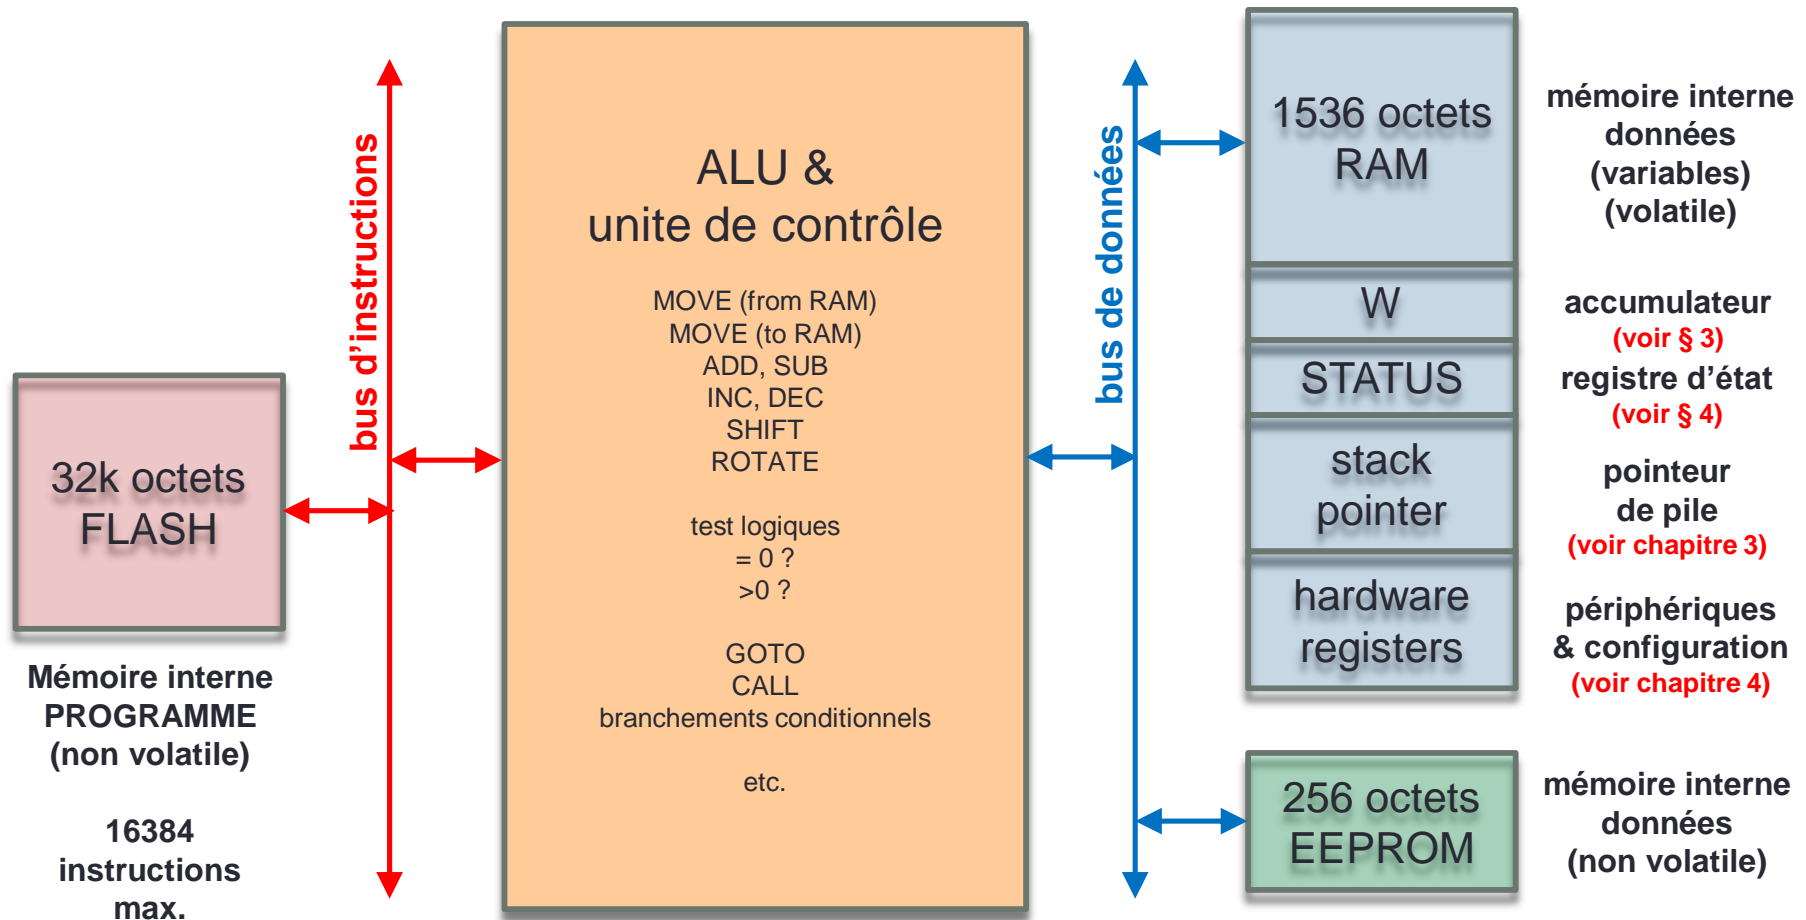 32k octets
FLASH
Mémoire interne
PROGRAMME
(non volatile)
16384
instructions
max.
bus d’instructions
ALU &
unite de contrôle
MOVE (from RAM)
MOVE (to RAM)
ADD, SUB
INC, DEC
SHIFT
ROTATE
test logiques
= 0 ?
>0 ?
GOTO
CALL
branchements conditionnels
etc.
bus de données
1536 octets
RAM
mémoire interne
données
(variables)
(volatile)
W
accumulateur
(voir § 3)
STATUS
registre d’état
(voir § 4)
stack
pointer
pointeur
de pile
(voir chapitre 3)
hardware
registers
périphériques
& configuration
(voir chapitre 4)
256 octets
EEPROM
mémoire interne
données
(non volatile)